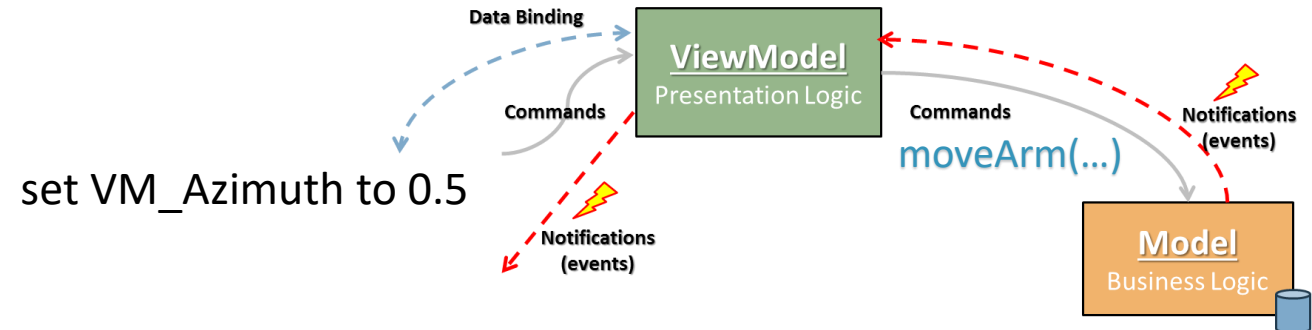 Data Binding
ViewModel
Presentation Logic
Commands
Commands
Notifications
(events)
moveArm(...)
set VM_Azimuth to 0.5
Notifications
(events)
Model
Business Logic